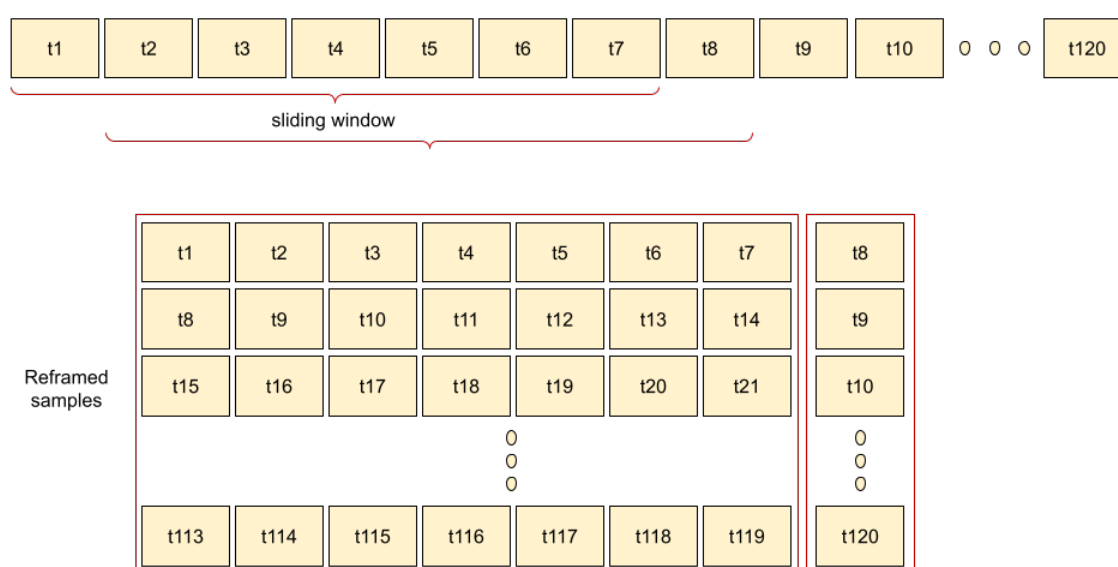 t1 t2 t3 t4 t5 t6 t7 t8 t9 t10 t120
sliding window
t1 t2 t3 t4 t5 t6 t7 t8
t8 t9 t10 t11 t12 t13 t14 t9
Reframed
samples
t15 t16 t17 t18 t19 t20 t21 t10
t113 t114 t115 t116 t117 t118 t119 t120